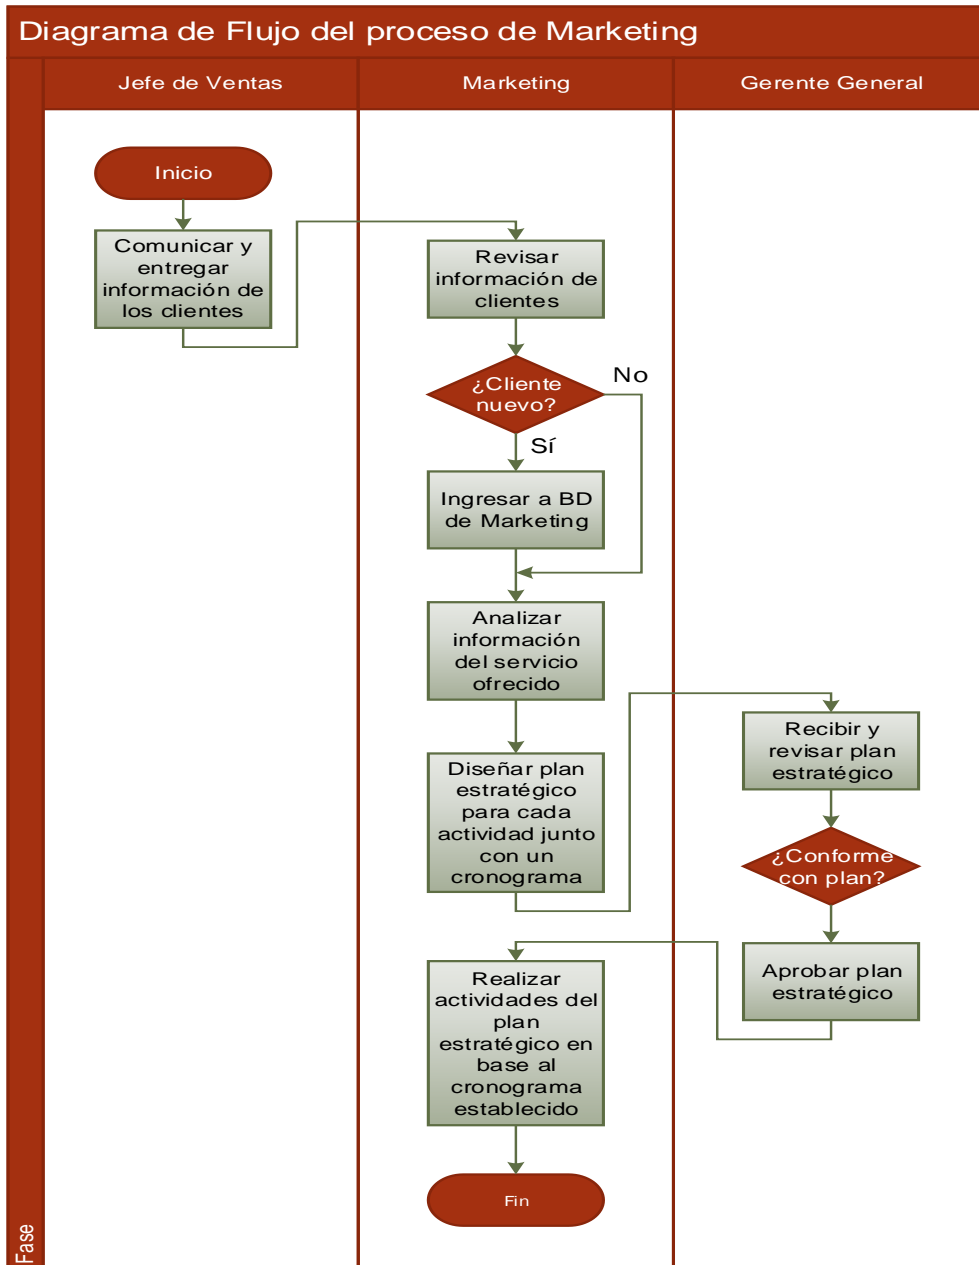 Diagrama de Flujo del proceso de Marketing
Jefe de Ventas
Marketing
Gerente General
Inicio
Comunicar y
entregar
información de
los clientes
Revisar
información de
clientes
¿Cliente
nuevo?
No
Sí
Ingresar a BD
de Marketing
Analizar
información
del servicio
ofrecido
Diseñar plan
estratégico
para cada
actividad junto
con un
cronograma
Recibir y
revisar plan
estratégico
¿Conforme
con plan?
Aprobar plan
estratégico
Realizar
actividades del
plan
estratégico en
base al
cronograma
establecido
Fin
Fase